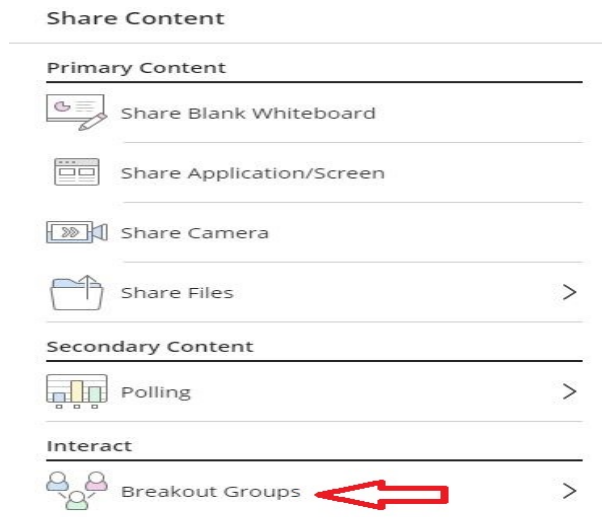 Share Content
Primary Content
Share Blank Whiteboard
Share Application/Screen
Share Camera
Share Files
Secondary Content
Polling
Interact
Breakout Groups